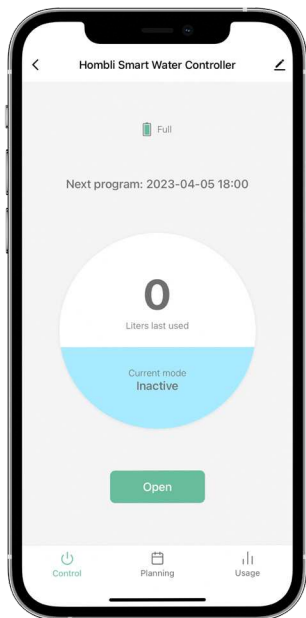 Hombli Smart Water Controller
Full
Next program: 2023-04-05 18:00
0
Liters last used
Current mode
Inactive
Open
Control Planning Usage